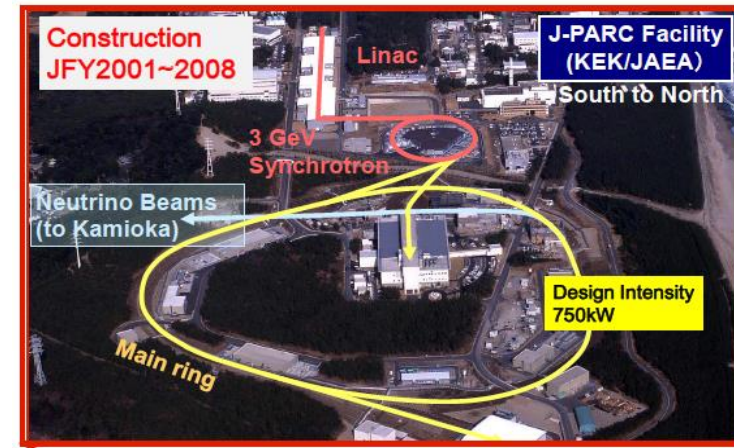 Construction
JFY2001~2008
Linac
J-PARC Facility
(KEK/JAEA)
South to North
3 GeV
Synchrotron
Neutrino Beams
(to Kamioka)
Design Intensity
750kW
Main ring